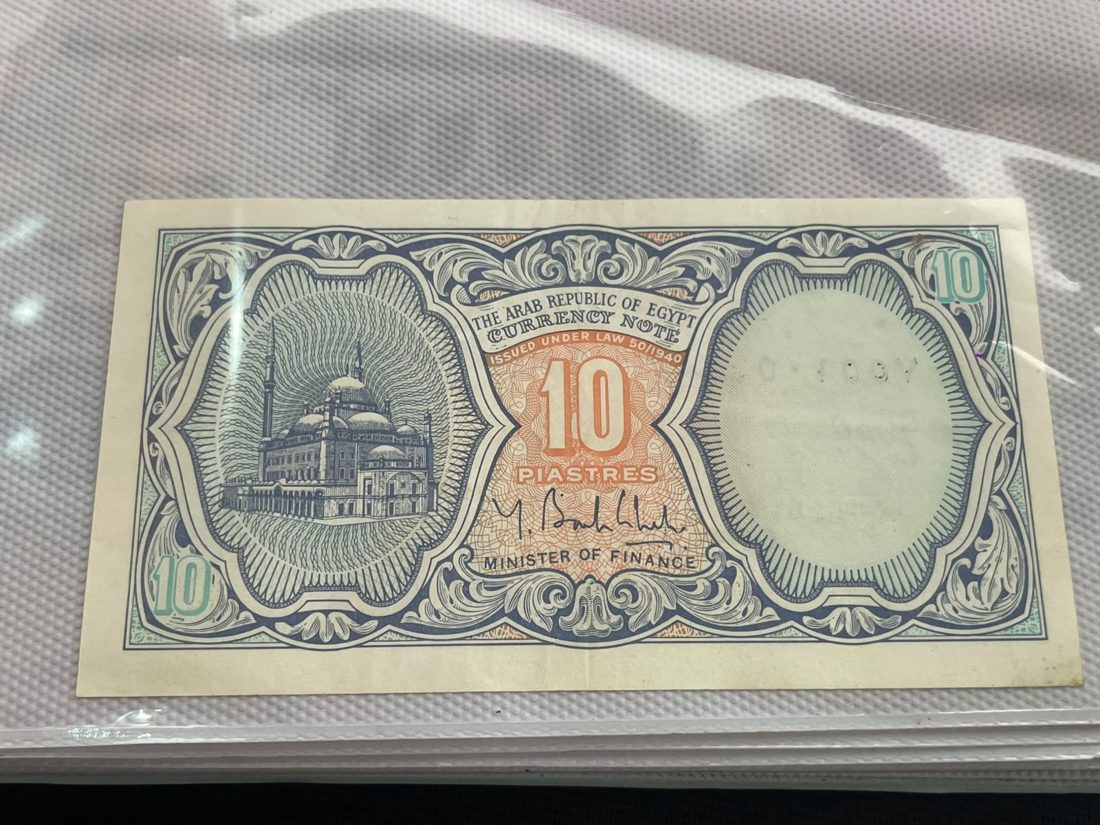 THE ARAB REPUBLIC OF EGYPT
CURRENCY NOTE
ISSUED UNDER LAW 50/1940
10
10
PIASTRES
MINISTER OF FINANCE
10